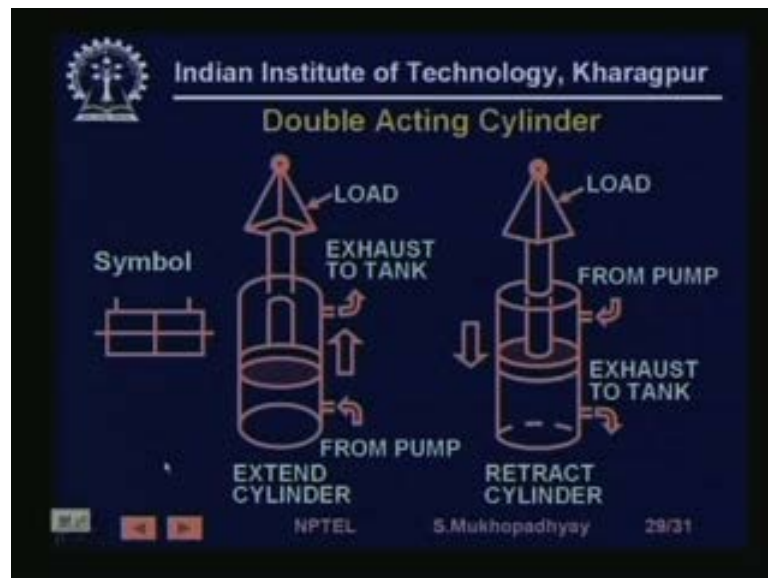 Indian Institute of Technology, Kharagpur
Double Acting Cylinder
Symbol
LOAD
EXHAUST
TO TANK
FROM PUMP
EXTEND
CYLINDER
LOAD
FROM PUMP
EXHAUST
TO TANK
RETRACT
CYLINDER
NPTEL
S.Mukhopadhyay
29/31